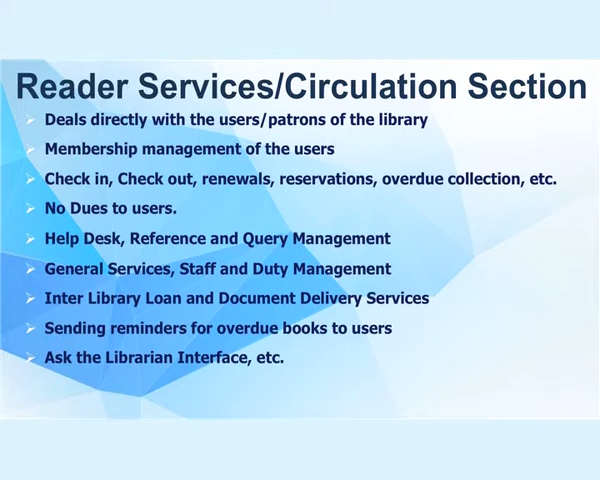 Reader Services/Circulation Section
Deals directly with the users/patrons of the library
Membership management of the users
Check in, Check out, renewals, reservations, overdue collection, etc.
No Dues to users.
Help Desk, Reference and Query Management
General Services, Staff and Duty Management
Inter Library Loan and Document Delivery Services
Sending reminders for overdue books to users
Ask the Librarian Interface, etc.